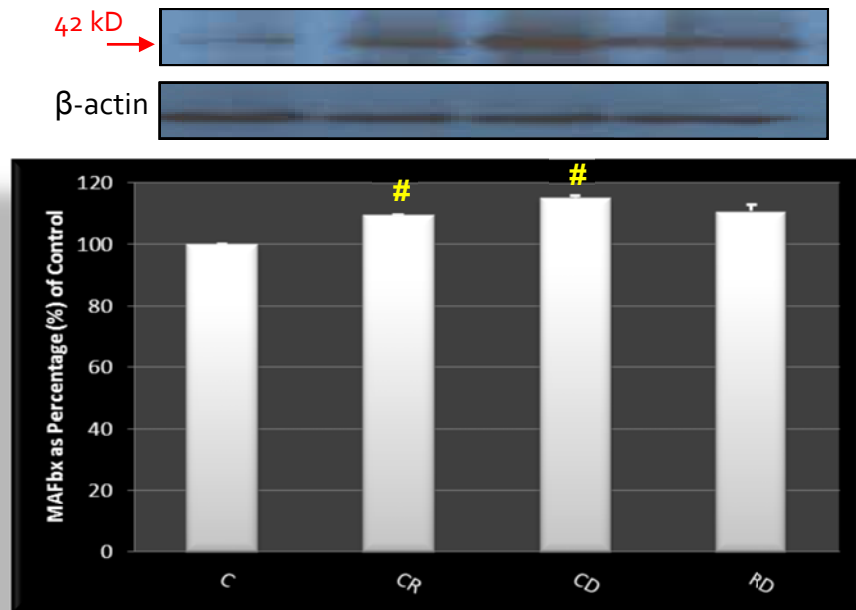 42 kD
β-actin
# #
120
100
80
60
40
20
0
MAFbx as Percentage (%) of Control
C CR CD RD